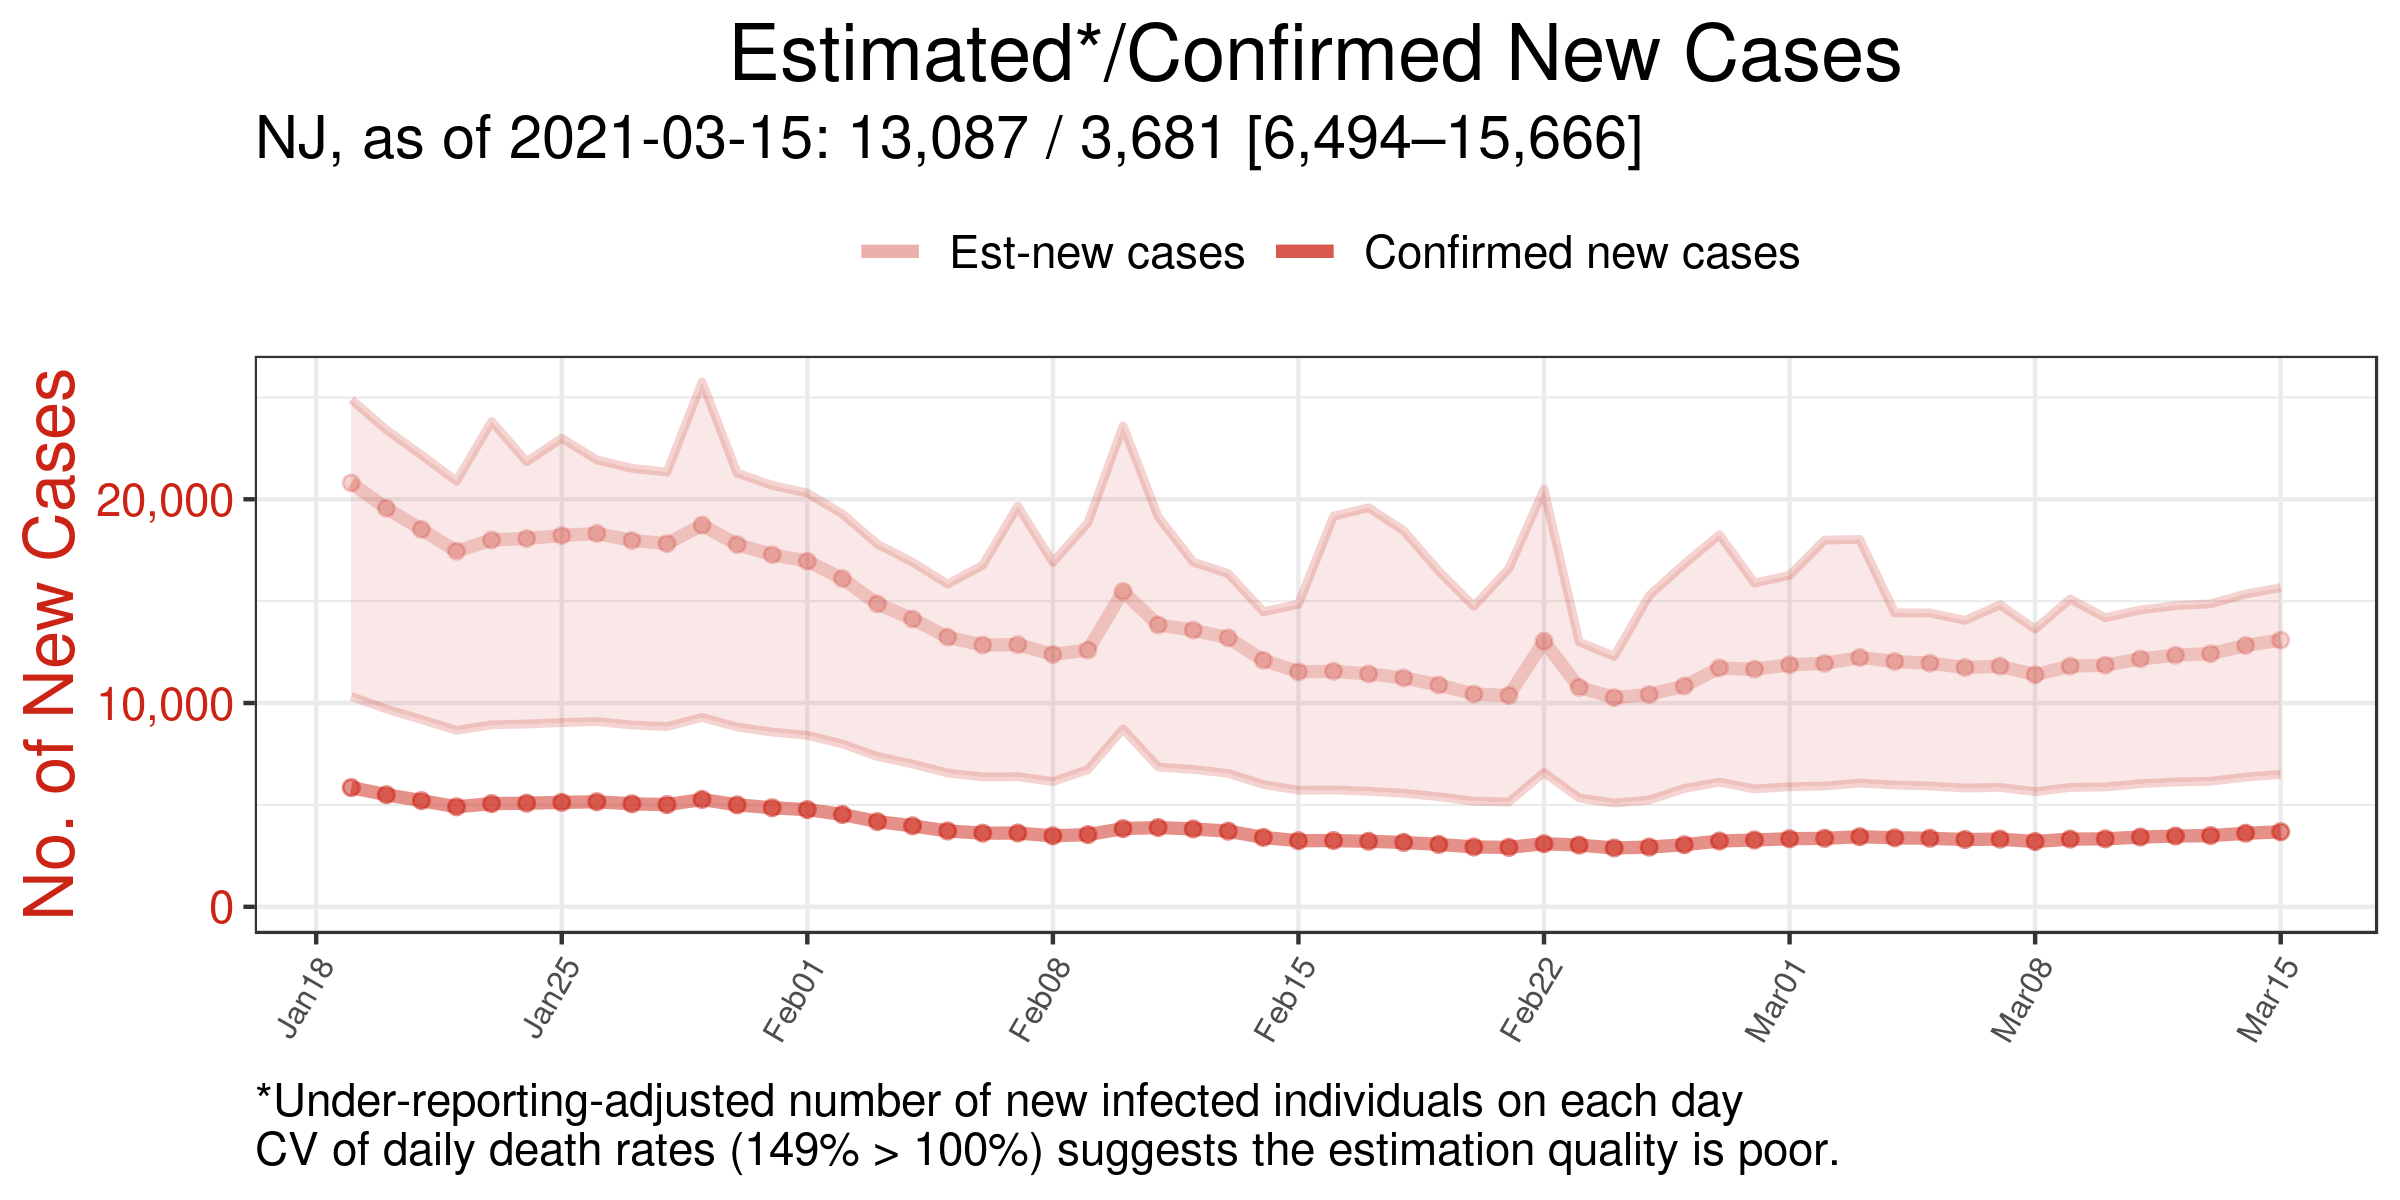 Estimated*/Confirmed New Cases
NJ, as of 2021-03-15: 13,087 / 3,681 [6,494–15,666]
Est-new cases
Confirmed new cases
No. of New Cases
20,000
10,000
0
Jan18
Jan25
Feb01
Feb08
Feb15
Feb22
Mar01
Mar08
Mar15
*Under-reporting-adjusted number of new infected individuals on each day
CV of daily death rates (149% > 100%) suggests the estimation quality is poor.